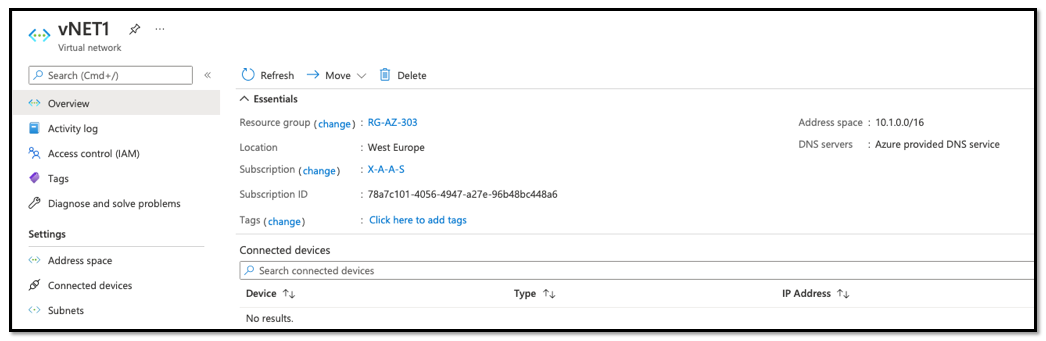 vNET1 ...
Virtual network
Search (Cmd+/)
Overview
Activity log
Access control (IAM)
Tags
Diagnose and solve problems
Settings
Address space
Connected devices
Subnets
Refresh Move Delete
Essentials
Resource group (change) : RG-AZ-303
Location : West Europe
Subscription (change) : X-A-A-S
Subscription ID : 78a7c101-4056-4947-a27e-96b48bc448a6
Tags (change) : Click here to add tags
Address space : 10.1.0.0/16
DNS servers : Azure provided DNS service
Connected devices
Search connected devices
Device ↑↓ Type ↑↓ IP Address ↑↓
No results.